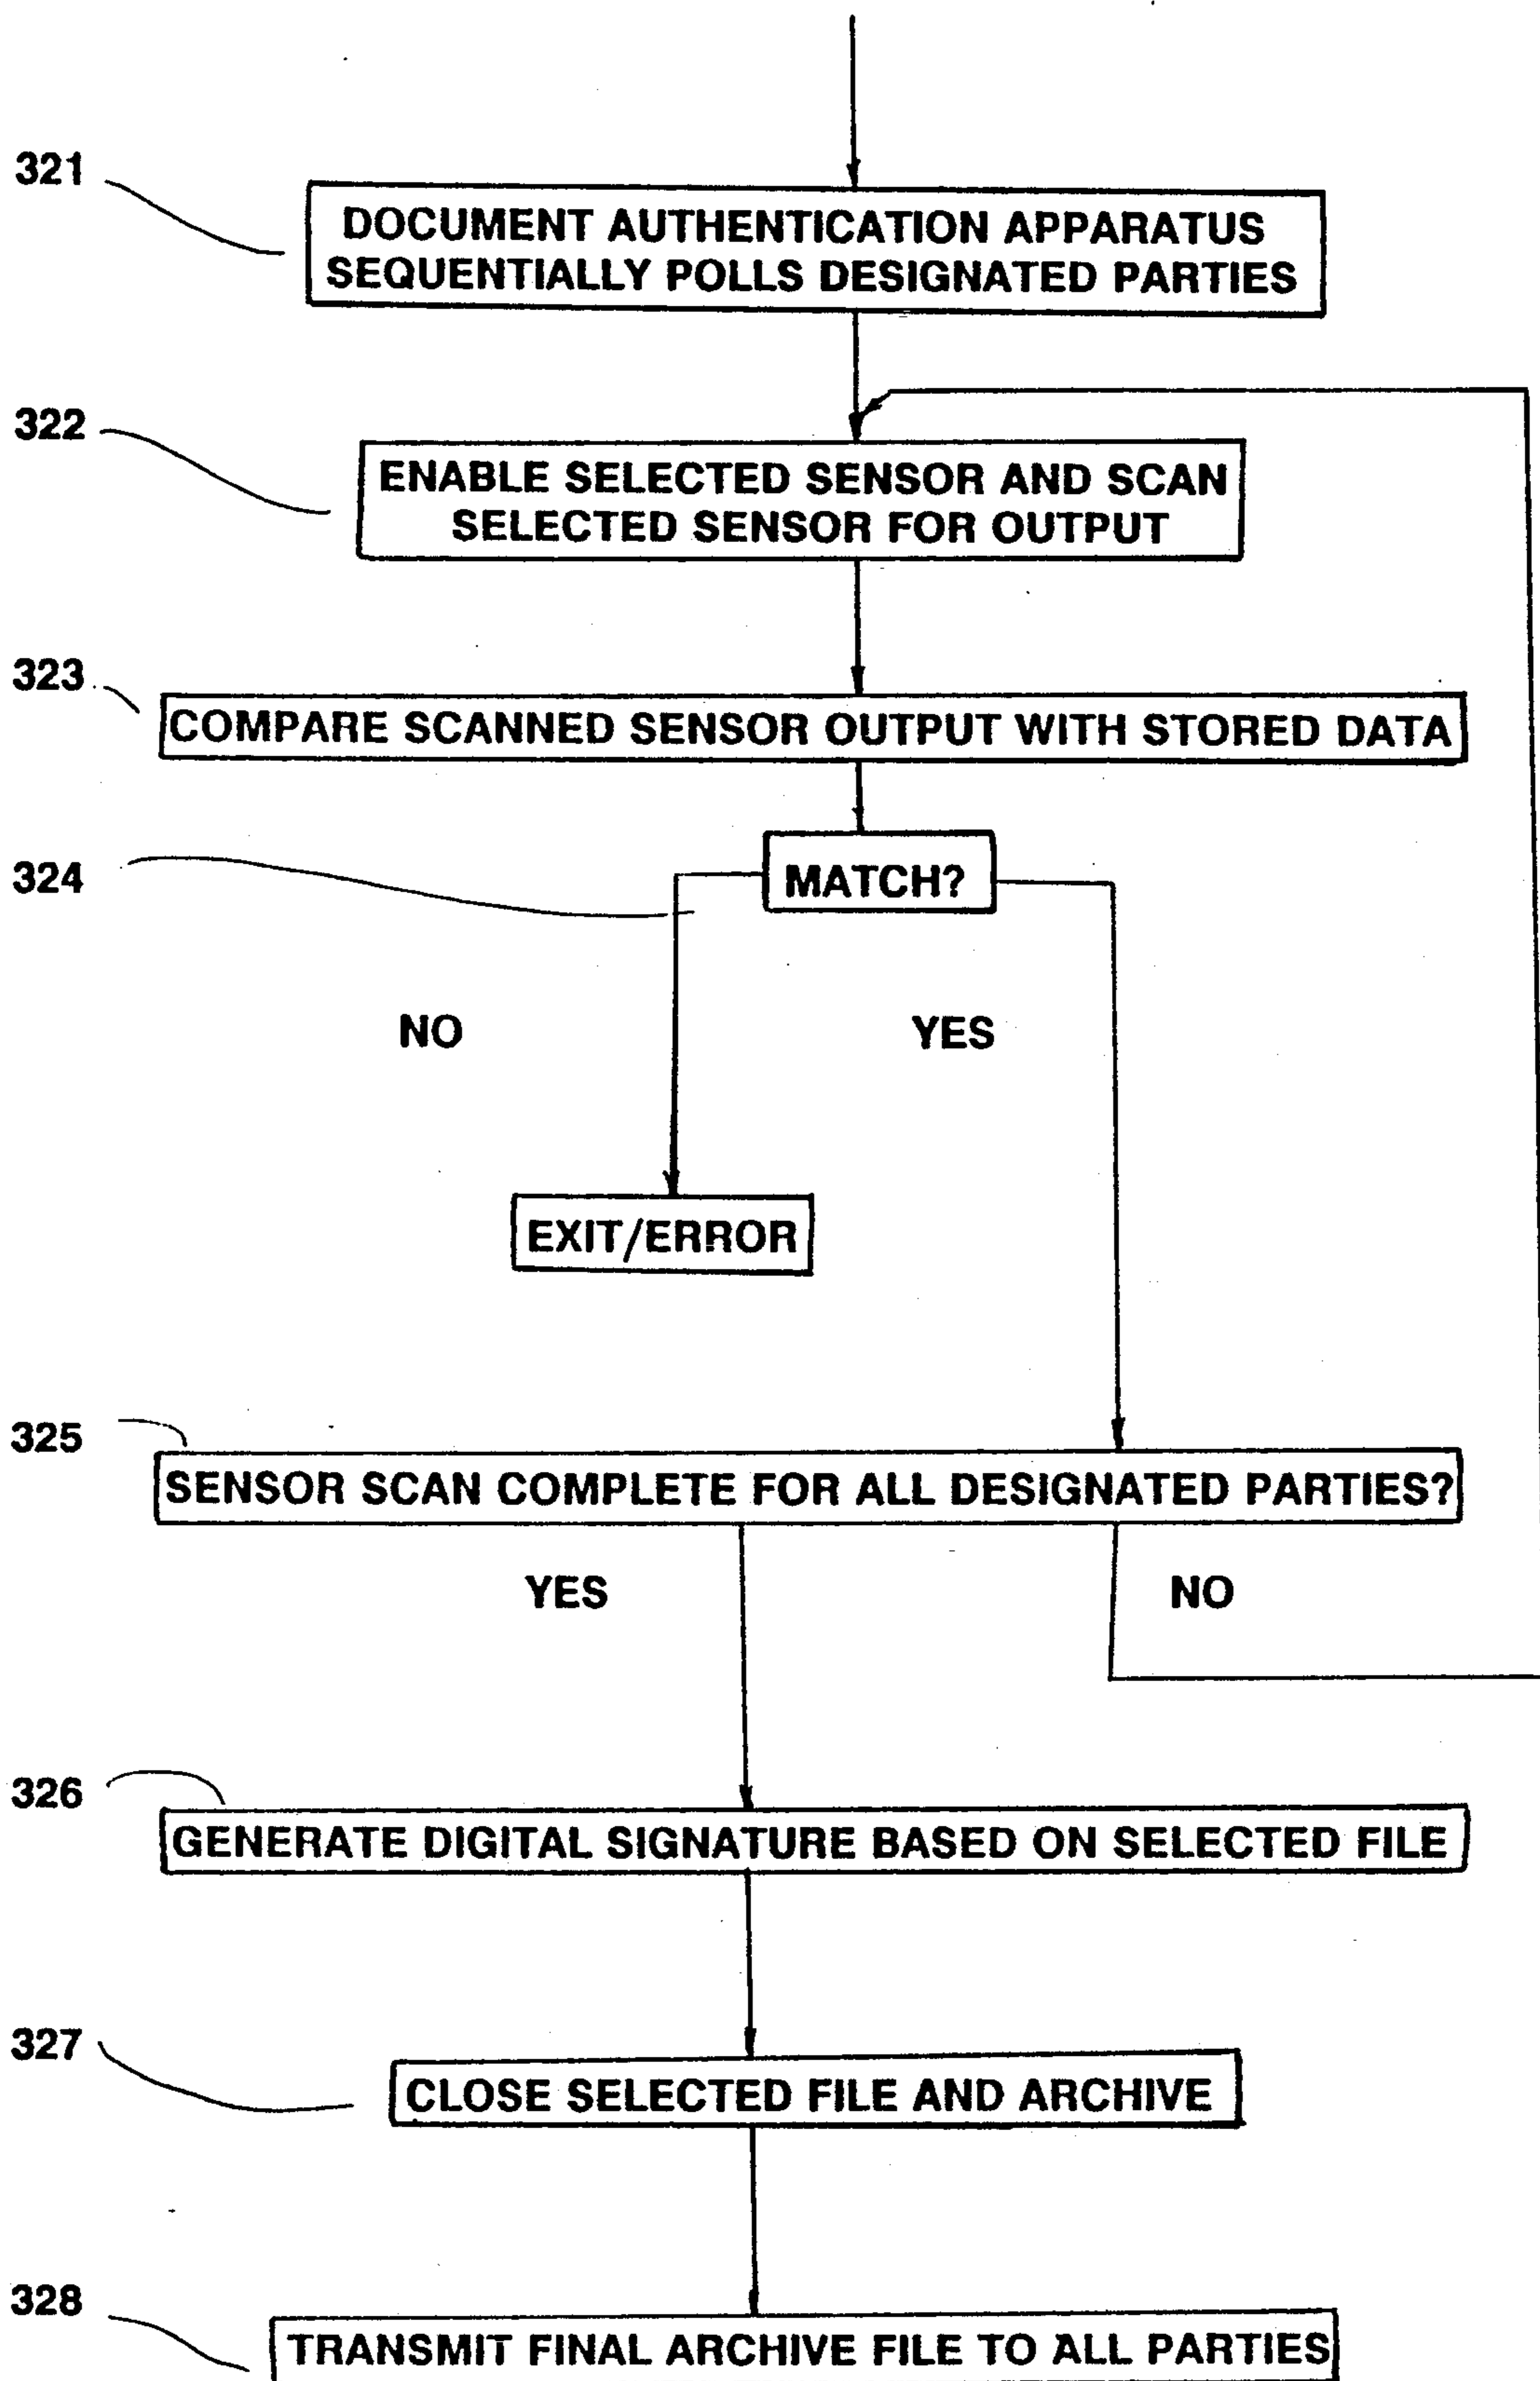 321
DOCUMENT AUTHENTICATION APPARATUS
SEQUENTIALLY POLLS DESIGNATED PARTIES
322
ENABLE SELECTED SENSOR AND SCAN
SELECTED SENSOR FOR OUTPUT
323
COMPARE SCANNED SENSOR OUTPUT WITH STORED DATA
324
MATCH?
NO
YES
EXIT/ERROR
325
SENSOR SCAN COMPLETE FOR ALL DESIGNATED PARTIES?
YES
NO
326
GENERATE DIGITAL SIGNATURE BASED ON SELECTED FILE
327
CLOSE SELECTED FILE AND ARCHIVE
328
TRANSMIT FINAL ARCHIVE FILE TO ALL PARTIES